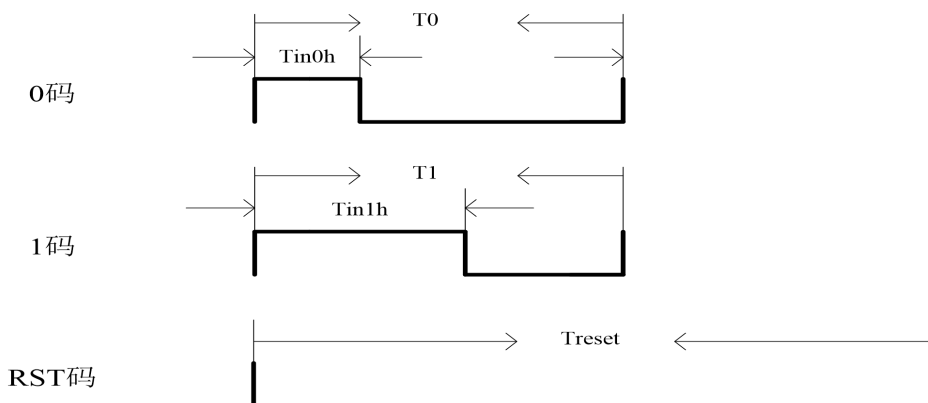 T0
Tin0h
0码
T1
Tin1h
1码
Treset
RST码